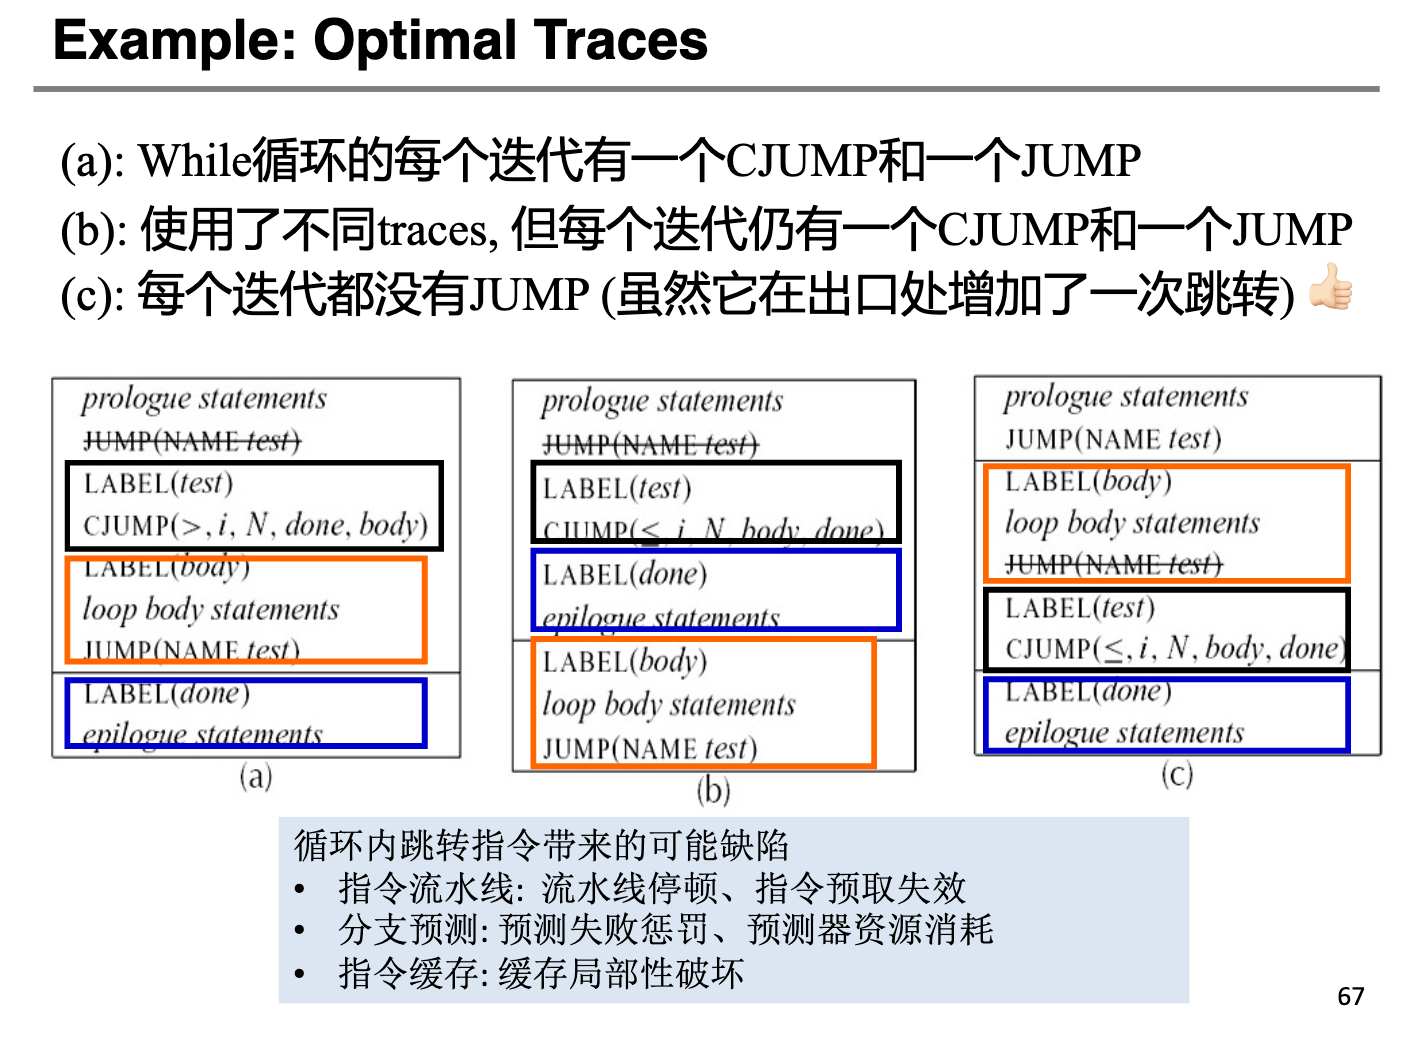 Example: Optimal Traces
(a): While循环的每个迭代有一个CJUMP和一个JUMP
(b): 使用了不同traces, 但每个迭代仍有一个CJUMP和一个JUMP
(c): 每个迭代都没有JUMP (虽然它在出口处增加了一次跳转) 👍🏻
prologue statements
JUMP(NAME test)
LABEL(test)
CJUMP(>, i, N, done, body)
LABEL(body)
loop body statements
JUMP(NAME test)
LABEL(done)
epilogue statements
(a)
prologue statements
JUMP(NAME test)
LABEL(test)
CJUMP(≤, i, N, body, done)
LABEL(done)
epilogue statements
LABEL(body)
loop body statements
JUMP(NAME test)
(b)
prologue statements
JUMP(NAME test)
LABEL(body)
loop body statements
JUMP(NAME test)
LABEL(test)
CJUMP(≤, i, N, body, done)
LABEL(done)
epilogue statements
(c)
循环内跳转指令带来的可能缺陷
• 指令流水线: 流水线停顿、指令预取失效
• 分支预测: 预测失败惩罚、预测器资源消耗
• 指令缓存: 缓存局部性破坏
67